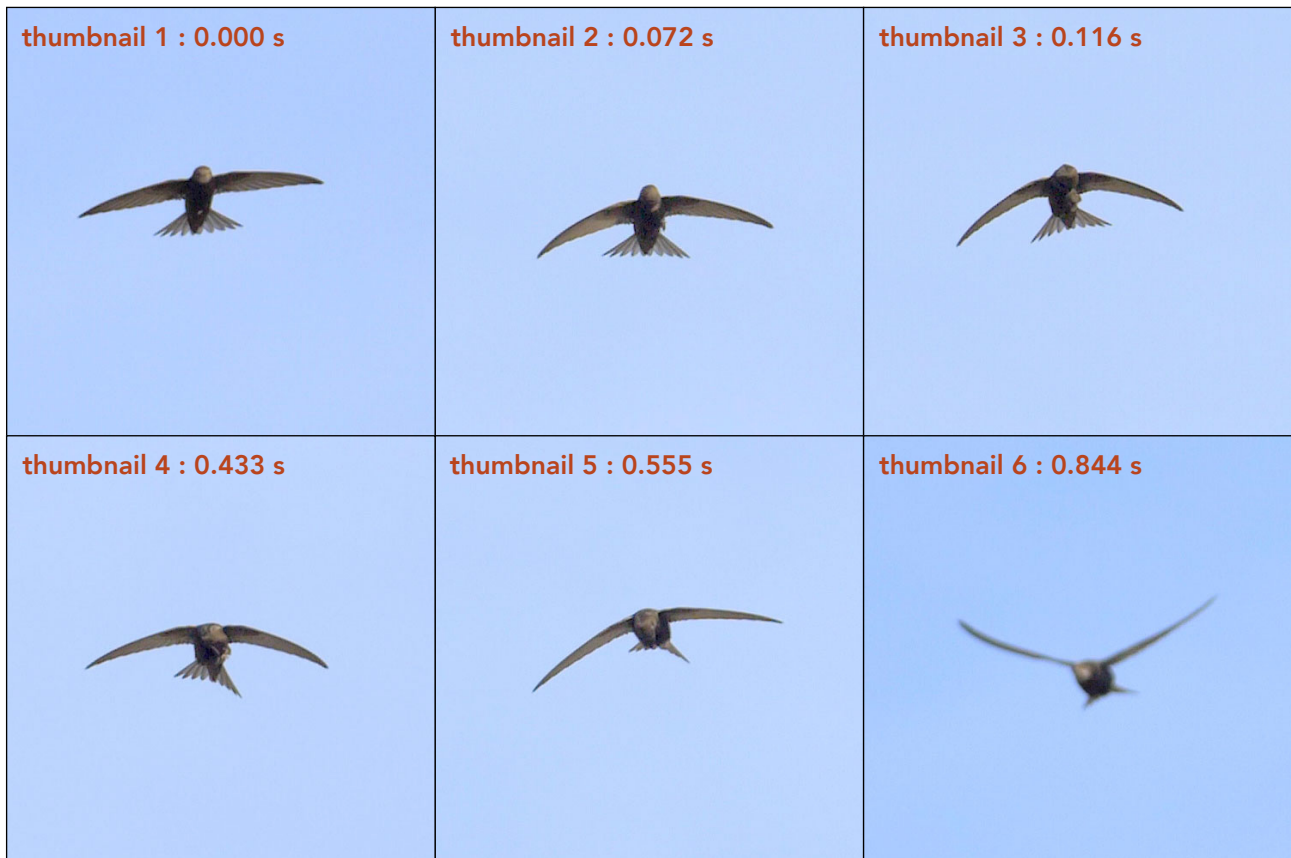 thumbnail 1 : 0.000 s
thumbnail 2 : 0.072 s
thumbnail 3 : 0.116 s
thumbnail 4 : 0.433 s
thumbnail 5 : 0.555 s
thumbnail 6 : 0.844 s